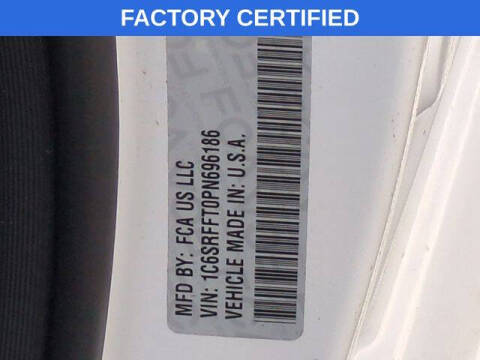 FACTORY CERTIFIED
MFD BY: FCA US LLC
VIN: 1C6SRFFT0PN696186
VEHICLE MADE IN: U.S.A.